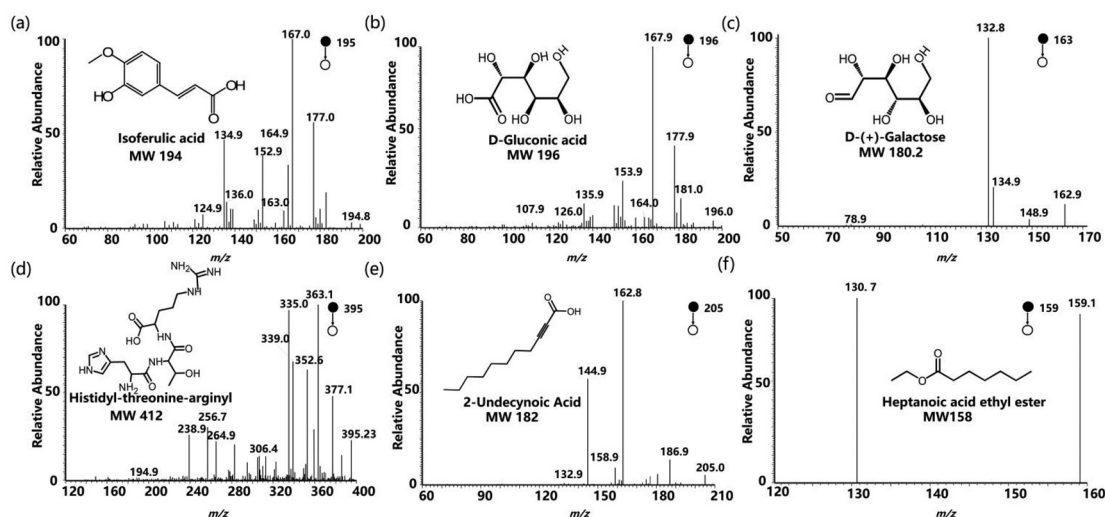 (a)
Relative Abundance
100
50
0
167.0
195
177.0
134.9
164.9
152.9
136.0
163.0
124.9
194.8
O
HO
OH
O
Isoferulic acid
MW 194
60 80 100 120 140 160 180 200
m/z
(b)
Relative Abundance
100
50
0
167.9
196
177.9
153.9
135.9
181.0
164.0
126.0
107.9
196.0
OH OH OH
HO
O OH OH
D-Gluconic acid
MW 196
60 80 100 120 140 160 180 200
m/z
(c)
Relative Abundance
100
50
0
132.8
163
134.9
162.9
148.9
78.9
OH OH OH
O
OH OH
D-(+)-Galactose
MW 180.2
50 70 90 110 130 150 170
m/z
(d)
Relative Abundance
100
50
0
363.1
395
335.0
339.0
352.6
377.1
256.7
238.9
264.9
306.4
395.23
194.9
NH2
NH
NH
O
HO
NH
O
N
NH
NH
O
OH
NH2
Histidyl-threonine-arginyl
MW 412
120 160 200 240 280 320 360 400
m/z
(e)
Relative Abundance
100
50
0
162.8
205
144.9
158.9
186.9
132.9
205.0
O
OH
2-Undecynoic Acid
MW 182
60 90 120 150 180 210
m/z
(f)
Relative Abundance
100
50
0
130.7
159
159.1
O
O
Heptanoic acid ethyl ester
MW158
120 130 140 150 160
m/z